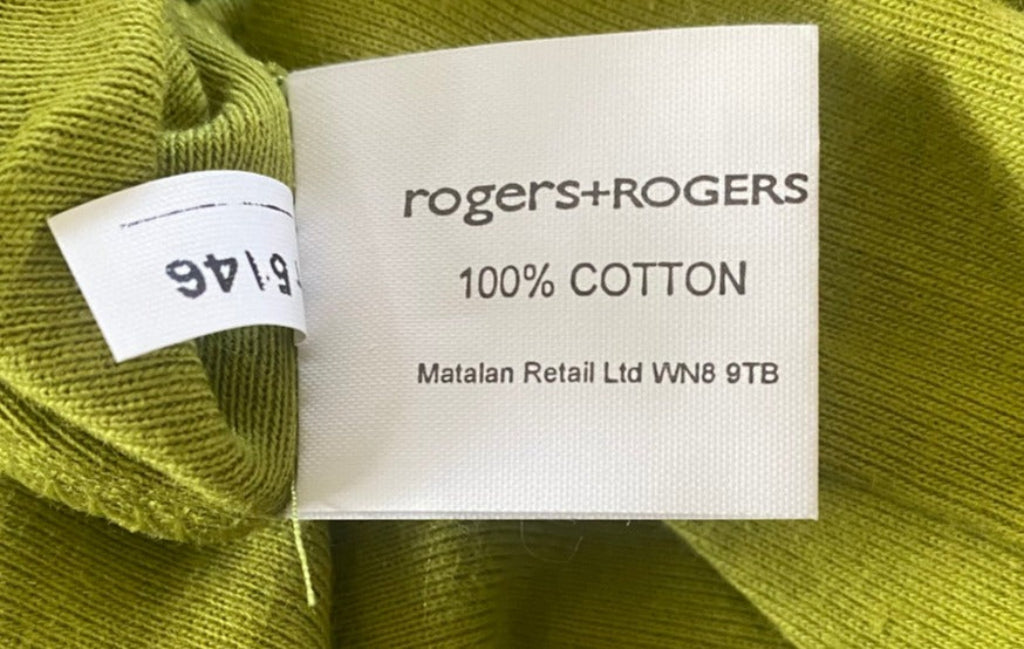 rogers+ROGERS
100% COTTON
Matalan Retail Ltd WN8 9TB